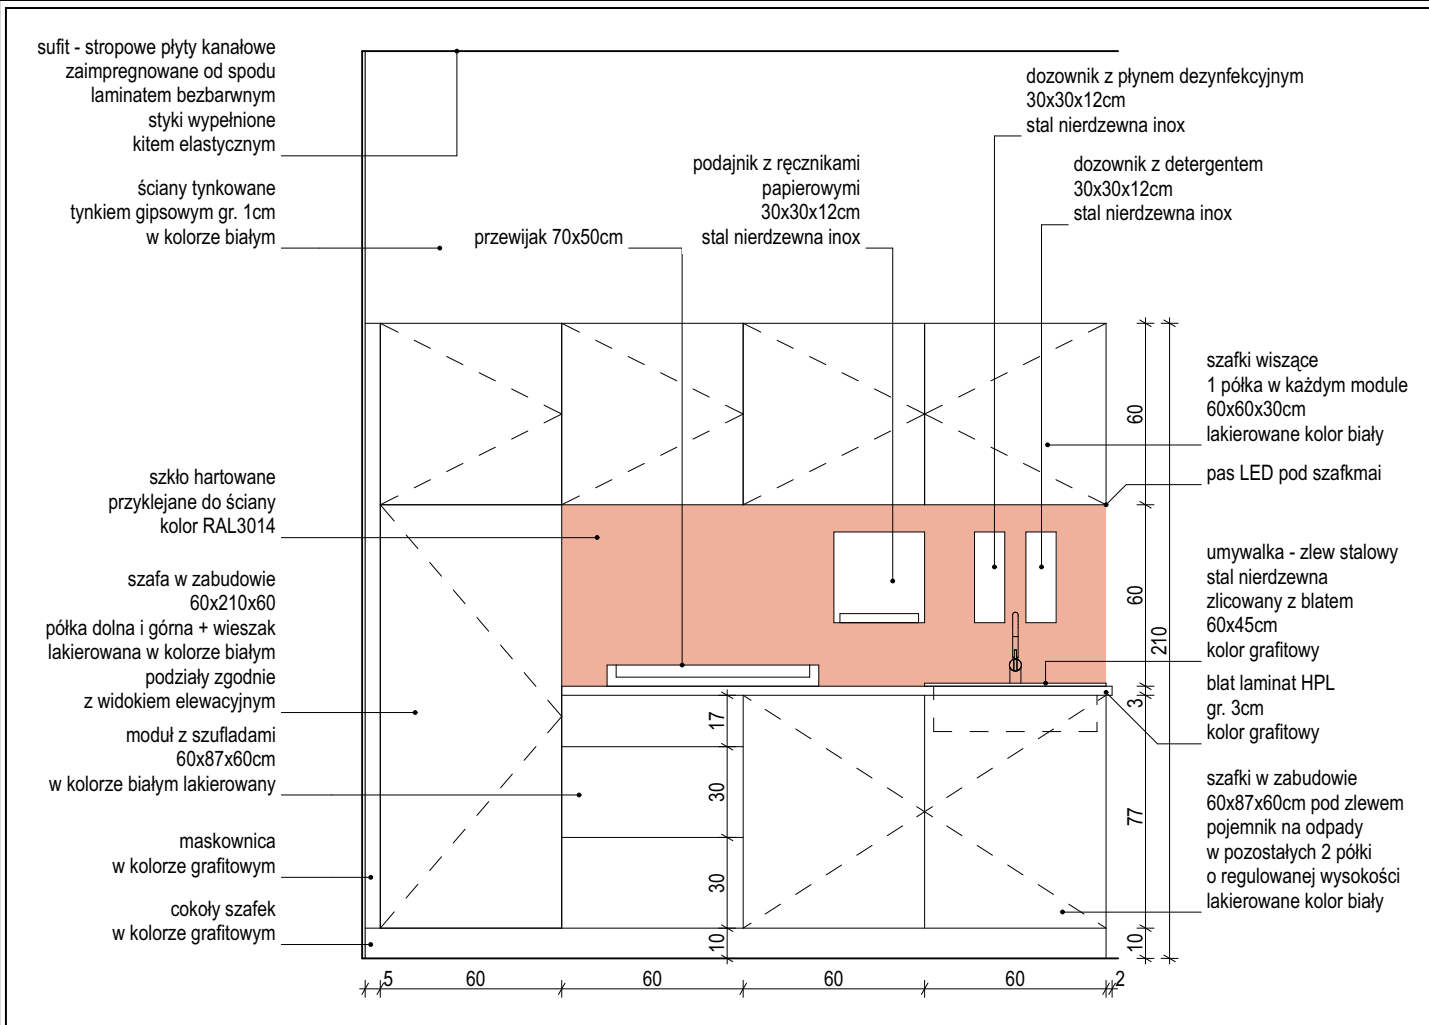 sufit - stropowe płyty kanałowe
zaimpregnowane od spodu
laminatem bezbarwnym
styki wypełnione
kitem elastycznym
ściany tynkowane
tynkiem gipsowym gr. 1cm
w kolorze białym
przewijak 70x50cm
podajnik z ręcznikami
papierowymi
30x30x12cm
stal nierdzewna inox
dozownik z płynem dezynfekcyjnym
30x30x12cm
stal nierdzewna inox
dozownik z detergentem
30x30x12cm
stal nierdzewna inox
szafki wiszące
1 półka w każdym module
60x60x30cm
lakierowane kolor biały
pas LED pod szafkmai
umywalka - zlew stalowy
stal nierdzewna
zlicowany z blatem
60x45cm
kolor grafitowy
blat laminat HPL
gr. 3cm
kolor grafitowy
szafki w zabudowie
60x87x60cm pod zlewem
pojemnik na odpady
w pozostałych 2 półki
o regulowanej wysokości
lakierowane kolor biały
szkło hartowane
przyklejane do ściany
kolor RAL3014
szafa w zabudowie
60x210x60
półka dolna i górna + wieszak
lakierowana w kolorze białym
podziały zgodnie
z widokiem elewacyjnym
moduł z szufladami
60x87x60cm
w kolorze białym lakierowany
maskownica
w kolorze grafitowym
cokoły szafek
w kolorze grafitowym
17
30
30
10
60
60
3
77
10
210
5
60
60
60
60
2